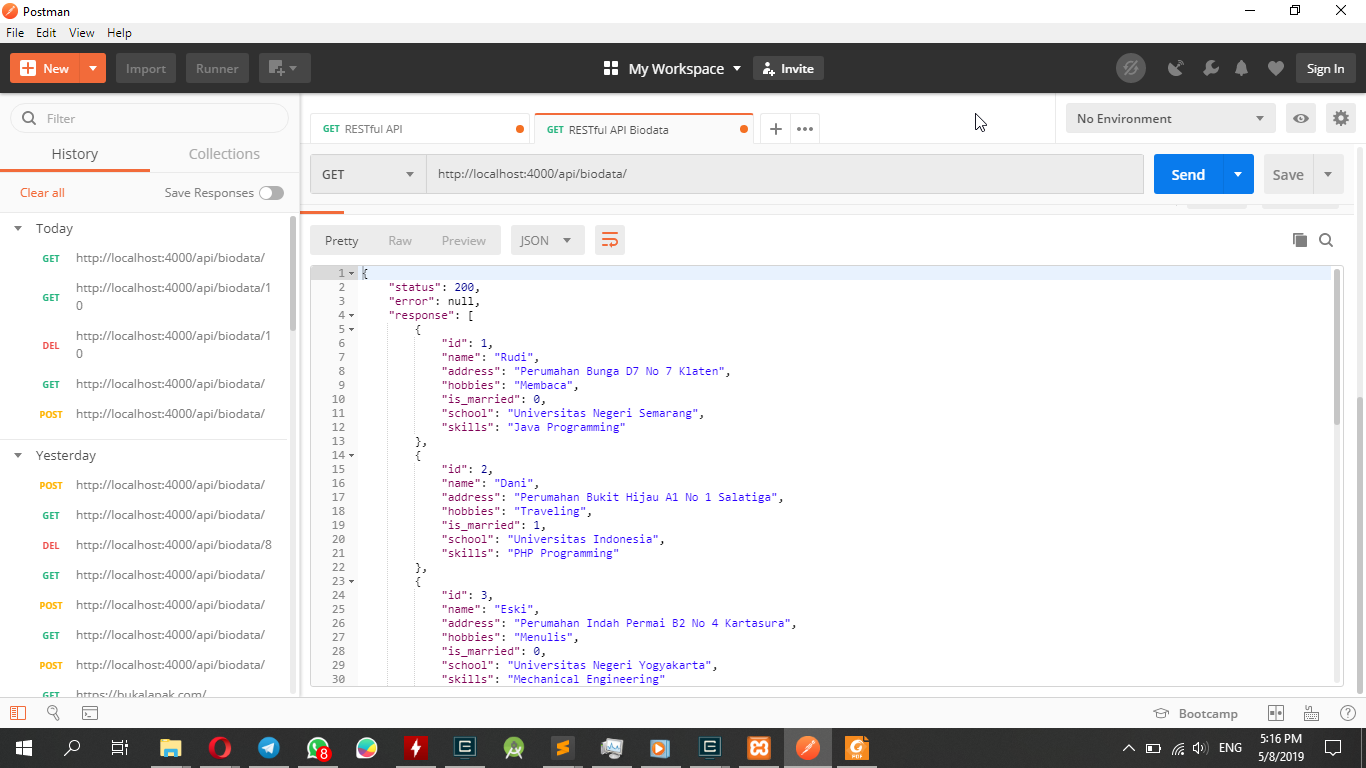 Postman
File Edit View Help
New Import Runner My Workspace Invite Sign In
Filter
History Collections
Clear all Save Responses
Today
GET http://localhost:4000/api/biodata/
GET http://localhost:4000/api/biodata/1
0
DEL http://localhost:4000/api/biodata/1
0
GET http://localhost:4000/api/biodata/
POST http://localhost:4000/api/biodata/
Yesterday
POST http://localhost:4000/api/biodata/
GET http://localhost:4000/api/biodata/
DEL http://localhost:4000/api/biodata/8
GET http://localhost:4000/api/biodata/
POST http://localhost:4000/api/biodata/
GET http://localhost:4000/api/biodata/
POST http://localhost:4000/api/biodata/
GET https://bukalapak.com/
GET RESTful API GET RESTful API Biodata No Environment
GET http://localhost:4000/api/biodata/ Send Save
Pretty Raw Preview JSON
1 {
2 "status": 200,
3 "error": null,
4 "response": [
5 {
6 "id": 1,
7 "name": "Rudi",
8 "address": "Perumahan Bunga D7 No 7 Klaten",
9 "hobbies": "Membaca",
10 "is_married": 0,
11 "school": "Universitas Negeri Semarang",
12 "skills": "Java Programming"
13 },
14 {
15 "id": 2,
16 "name": "Dani",
17 "address": "Perumahan Bukit Hijau A1 No 1 Salatiga",
18 "hobbies": "Traveling",
19 "is_married": 1,
20 "school": "Universitas Indonesia",
21 "skills": "PHP Programming"
22 },
23 {
24 "id": 3,
25 "name": "Eski",
26 "address": "Perumahan Indah Permai B2 No 4 Kartasura",
27 "hobbies": "Menulis",
28 "is_married": 0,
29 "school": "Universitas Negeri Yogyakarta",
30 "skills": "Mechanical Engineering"
Bootcamp
8
PDF
ENG
5:16 PM
5/8/2019